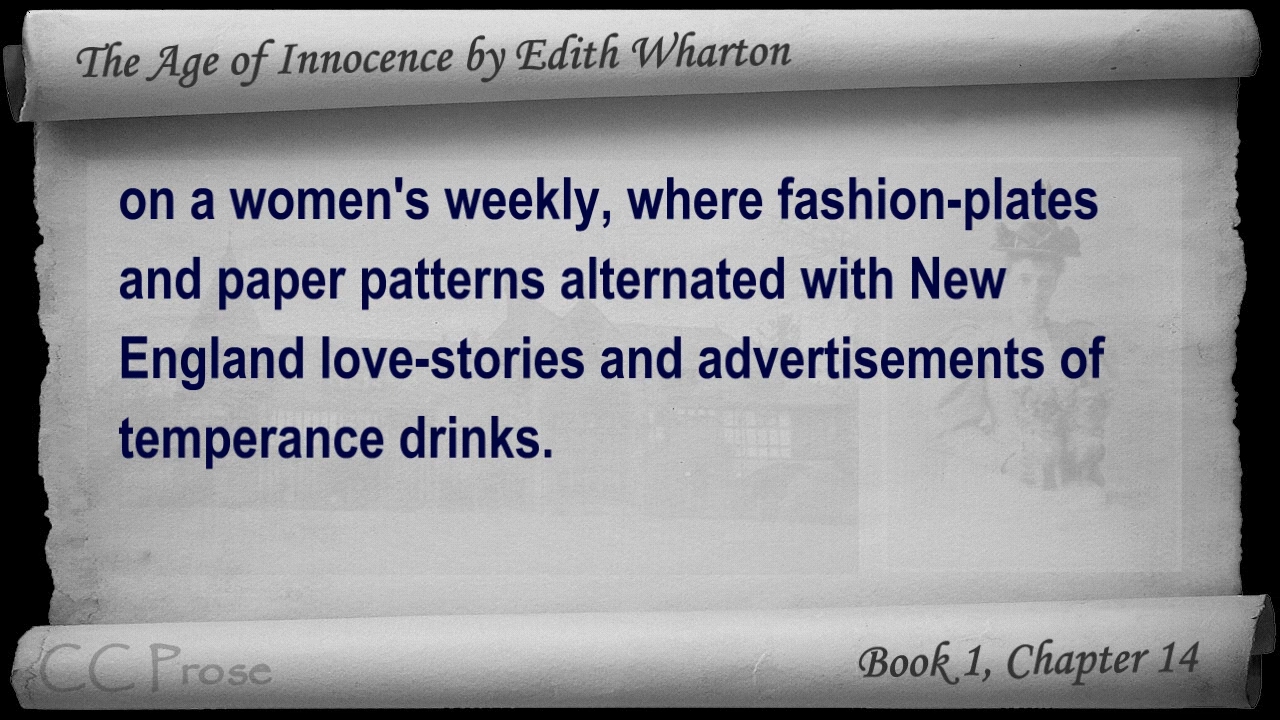 The Age of Innocence by Edith Wharton
on a women's weekly, where fashion-plates
and paper patterns alternated with New
England love-stories and advertisements of
temperance drinks.
CC Prose
Book 1, Chapter 14